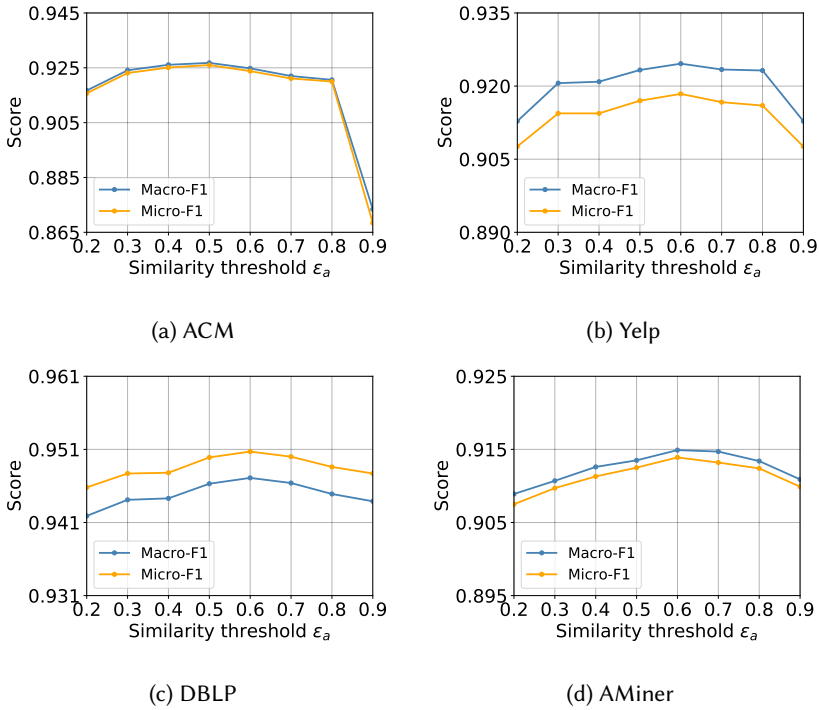 0.945
0.925
0.905
0.885
0.865
Score
Macro-F1
Micro-F1
0.2 0.3 0.4 0.5 0.6 0.7 0.8 0.9
Similarity threshold εa
(a) ACM
0.935
0.920
0.905
0.890
Score
Macro-F1
Micro-F1
0.2 0.3 0.4 0.5 0.6 0.7 0.8 0.9
Similarity threshold εa
(b) Yelp
0.961
0.951
0.941
0.931
Score
Macro-F1
Micro-F1
0.2 0.3 0.4 0.5 0.6 0.7 0.8 0.9
Similarity threshold εa
(c) DBLP
0.925
0.915
0.905
0.895
Score
Macro-F1
Micro-F1
0.2 0.3 0.4 0.5 0.6 0.7 0.8 0.9
Similarity threshold εa
(d) AMiner